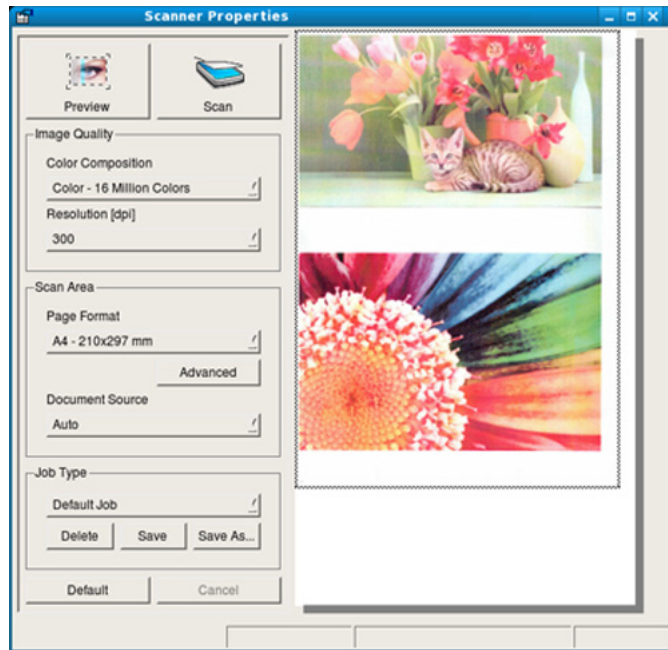 Scanner Properties
Preview
Scan
Image Quality
Color Composition
Color - 16 Million Colors
Resolution [dpi]
300
Scan Area
Page Format
A4 - 210x297 mm
Advanced
Document Source
Auto
Job Type
Default Job
Delete
Save
Save As...
Default
Cancel